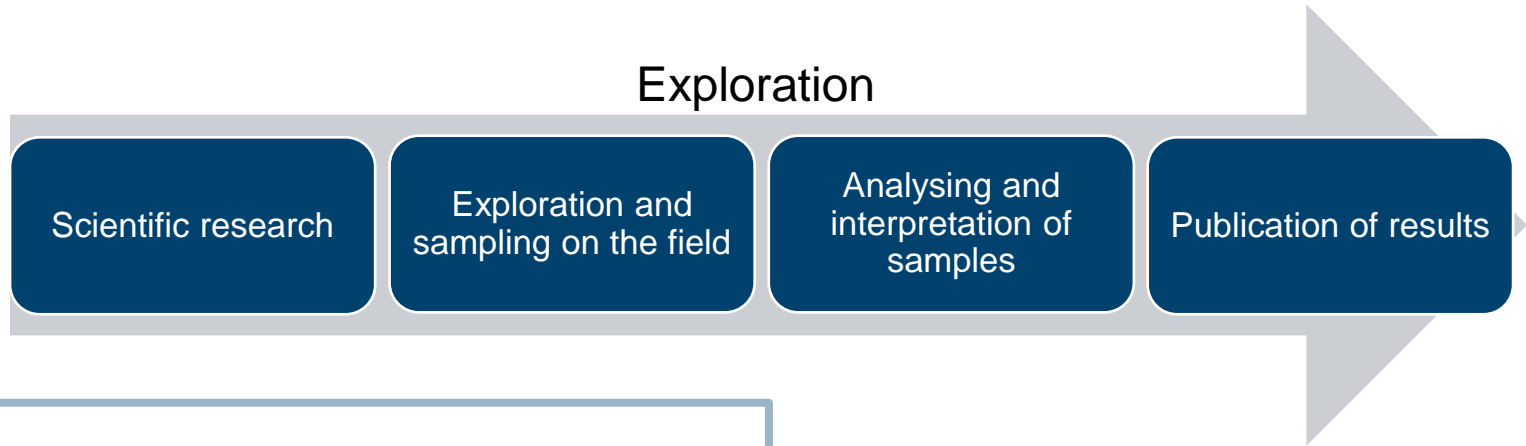 Exploration
Scientific research
Exploration and
sampling on the field
Analysing and
interpretation of
samples
Publication of results